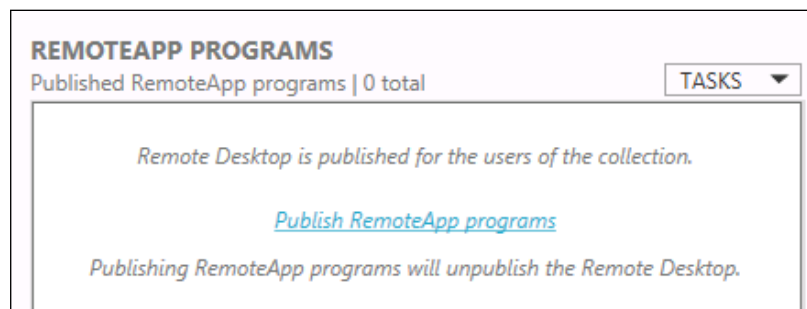 REMOTEAPP PROGRAMS
Published RemoteApp programs | 0 total
TASKS
Remote Desktop is published for the users of the collection.
Publish RemoteApp programs
Publishing RemoteApp programs will unpublish the Remote Desktop.